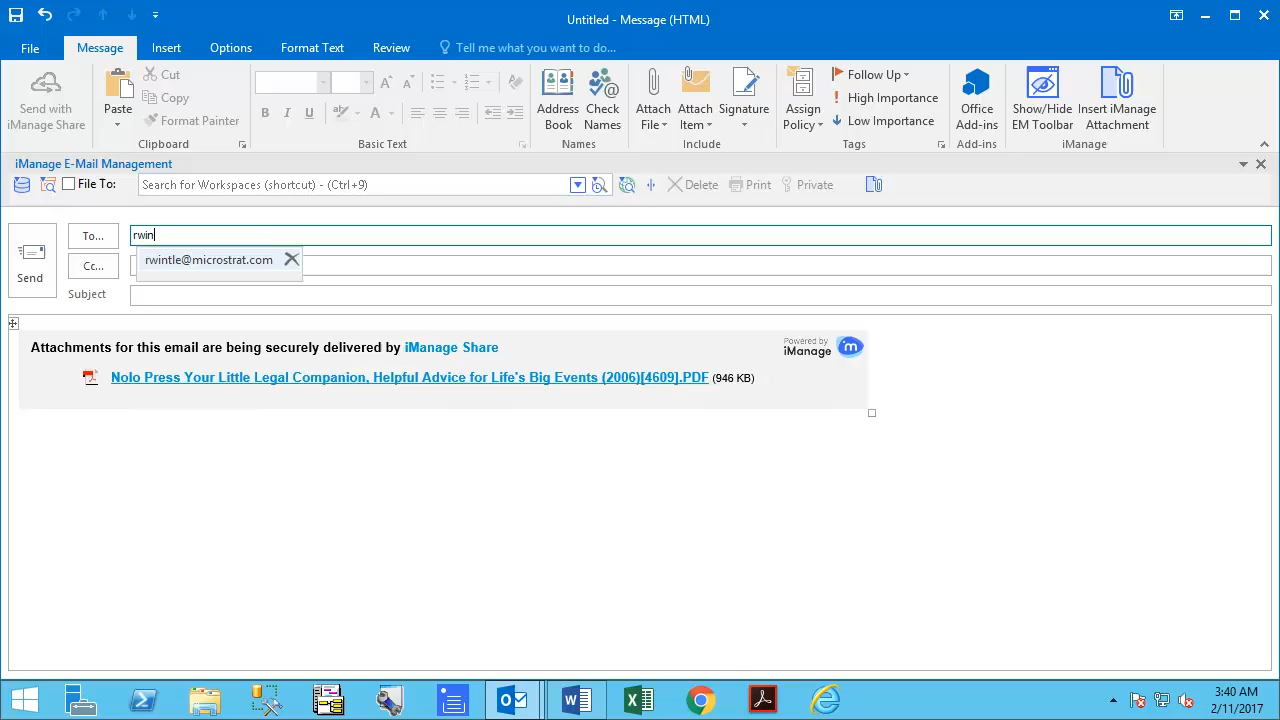 Untitled - Message (HTML)
File Message Insert Options Format Text Review Tell me what you want to do...
Send with iManage Share
Paste
Cut
Copy
Format Painter
Clipboard
B I U A
Basic Text
Address Book
Check Names
Names
Attach File
Attach Item
Signature
Include
Assign Policy
Follow Up
High Importance
Low Importance
Tags
Office Add-ins
Add-ins
Show/Hide EM Toolbar
Insert iManage Attachment
iManage
iManage E-Mail Management
File To: Search for Workspaces (shortcut) - (Ctrl+9) Delete Print Private
Send
To... rwin
rwintle@microstrat.com
Cc...
Subject
Attachments for this email are being securely delivered by iManage Share
Powered by
iManage m
Nolo Press Your Little Legal Companion, Helpful Advice for Life's Big Events (2006)[4609].PDF (946 KB)
3:40 AM
2/11/2017